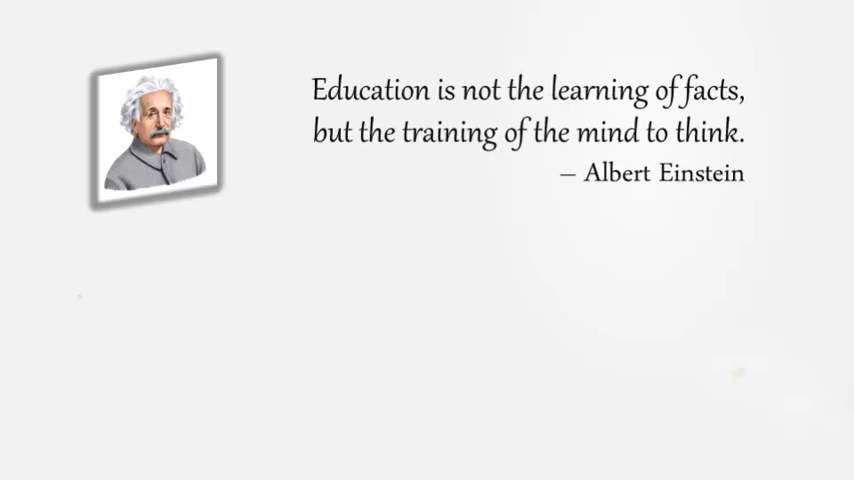 Education is not the learning of facts,
but the training of the mind to think.
– Albert Einstein